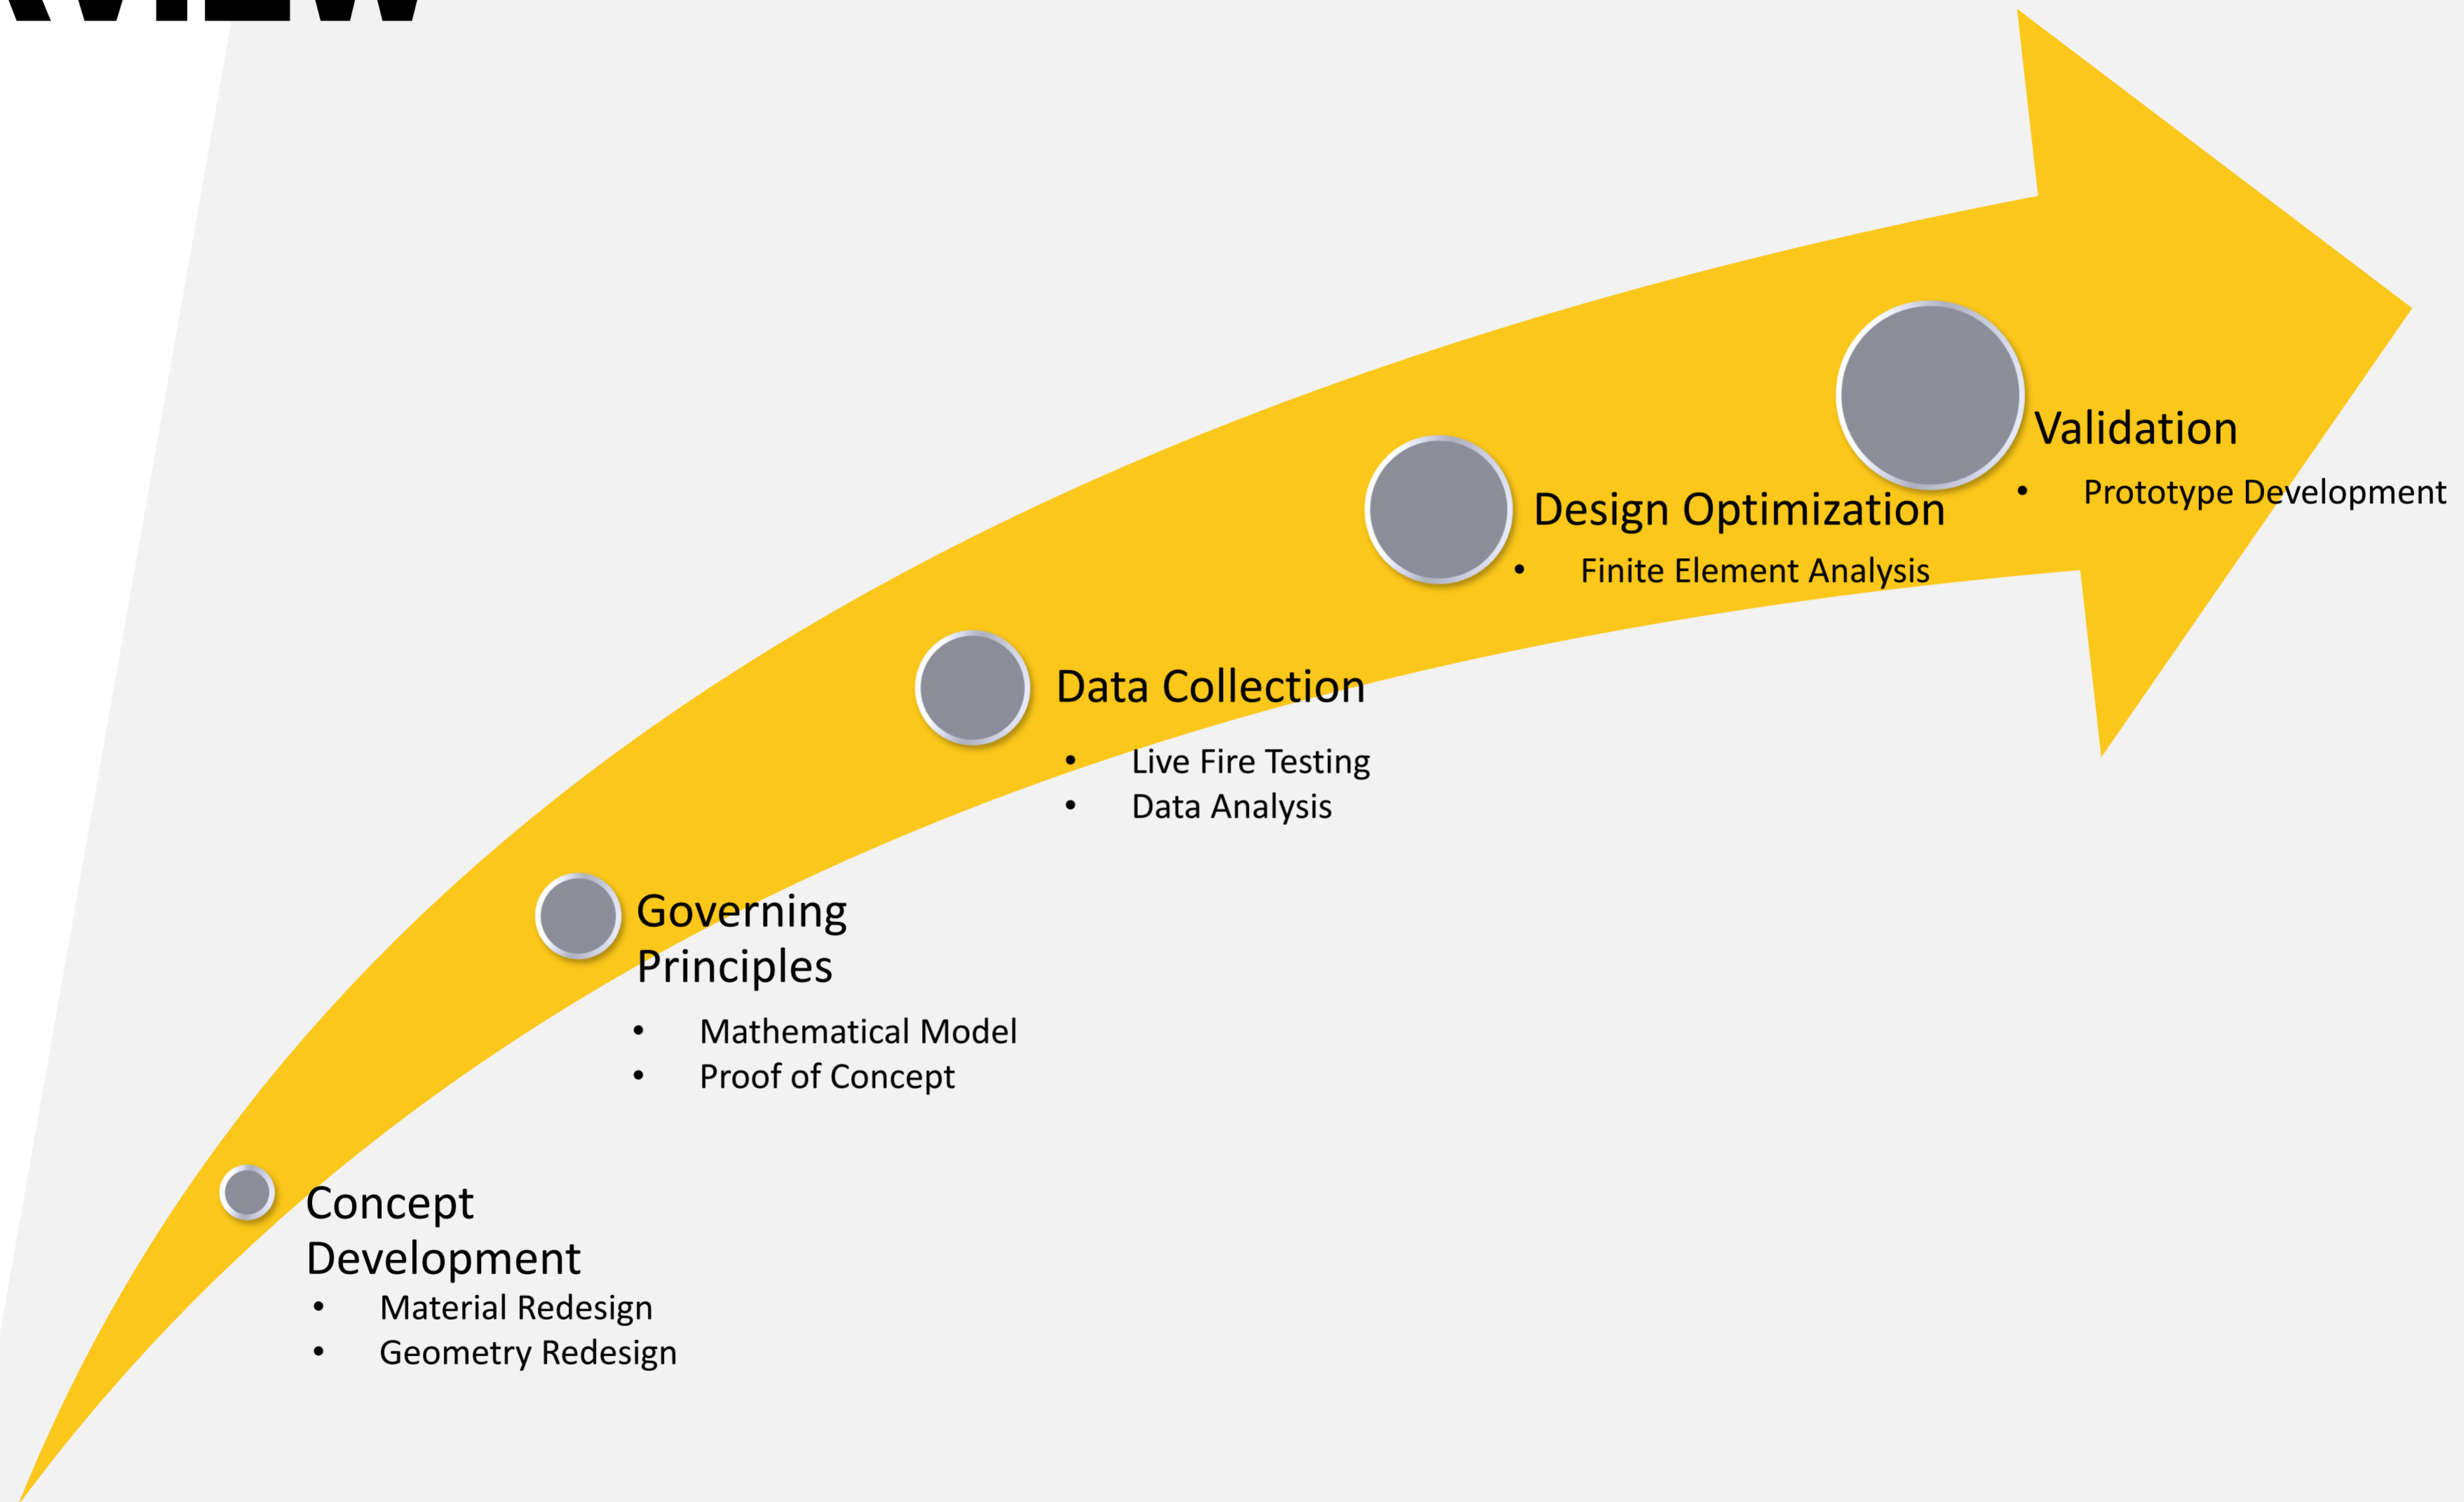 Validation
• Prototype Development
Design Optimization
• Finite Element Analysis
Data Collection
• Live Fire Testing
• Data Analysis
Governing
Principles
• Mathematical Model
• Proof of Concept
Concept
Development
• Material Redesign
• Geometry Redesign